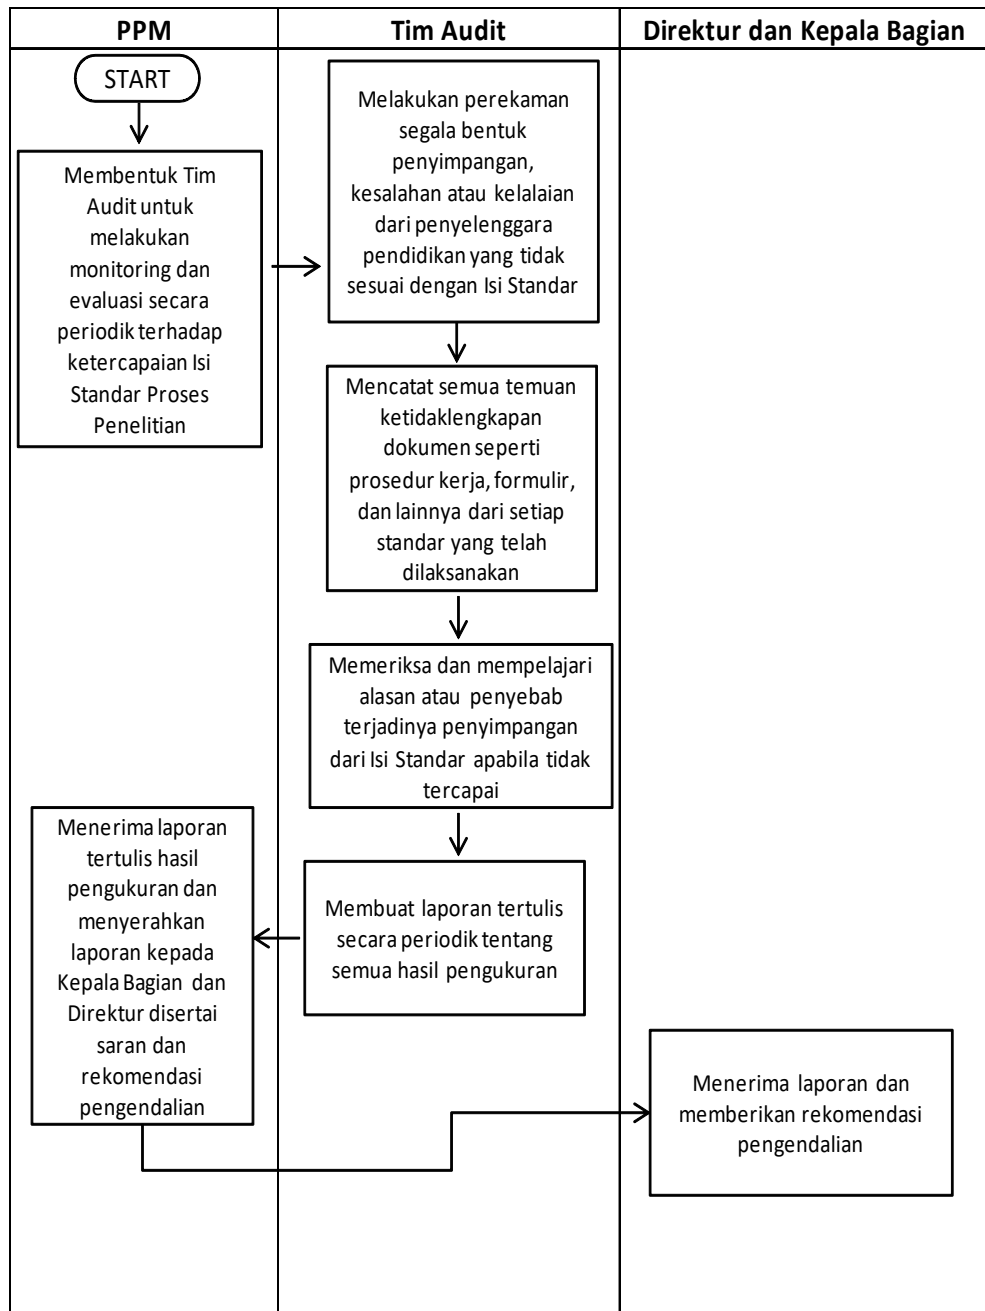 PPM
Tim Audit
Direktur dan Kepala Bagian
START
Membentuk Tim
Audit untuk
melakukan
monitoring dan
evaluasi secara
periodik terhadap
ketercapaian Isi
Standar Proses
Penelitian
Melakukan perekaman
segala bentuk
penyimpangan,
kesalahan atau kelalaian
dari penyelenggara
pendidikan yang tidak
sesuai dengan Isi Standar
Mencatat semua temuan
ketidaklengkapan
dokumen seperti
prosedur kerja, formulir,
dan lainnya dari setiap
standar yang telah
dilaksanakan
Memeriksa dan mempelajari
alasan atau penyebab
terjadinya penyimpangan
dari Isi Standar apabila tidak
tercapai
Membuat laporan tertulis
secara periodik tentang
semua hasil pengukuran
Menerima laporan
tertulis hasil
pengukuran dan
menyerahkan
laporan kepada
Kepala Bagian dan
Direktur disertai
saran dan
rekomendasi
pengendalian
Menerima laporan dan
memberikan rekomendasi
pengendalian